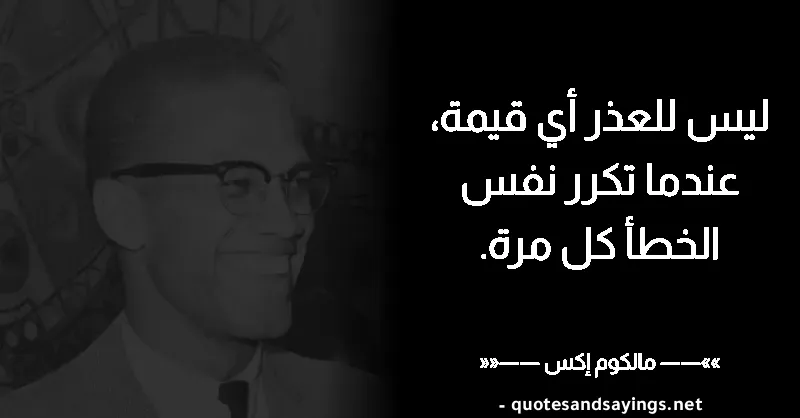 ليس للعذر أي قيمة،
عندما تكرر نفس
الخطأ كل مرة.
»——— مالكوم إكس ———««
- quotesandsayings.net